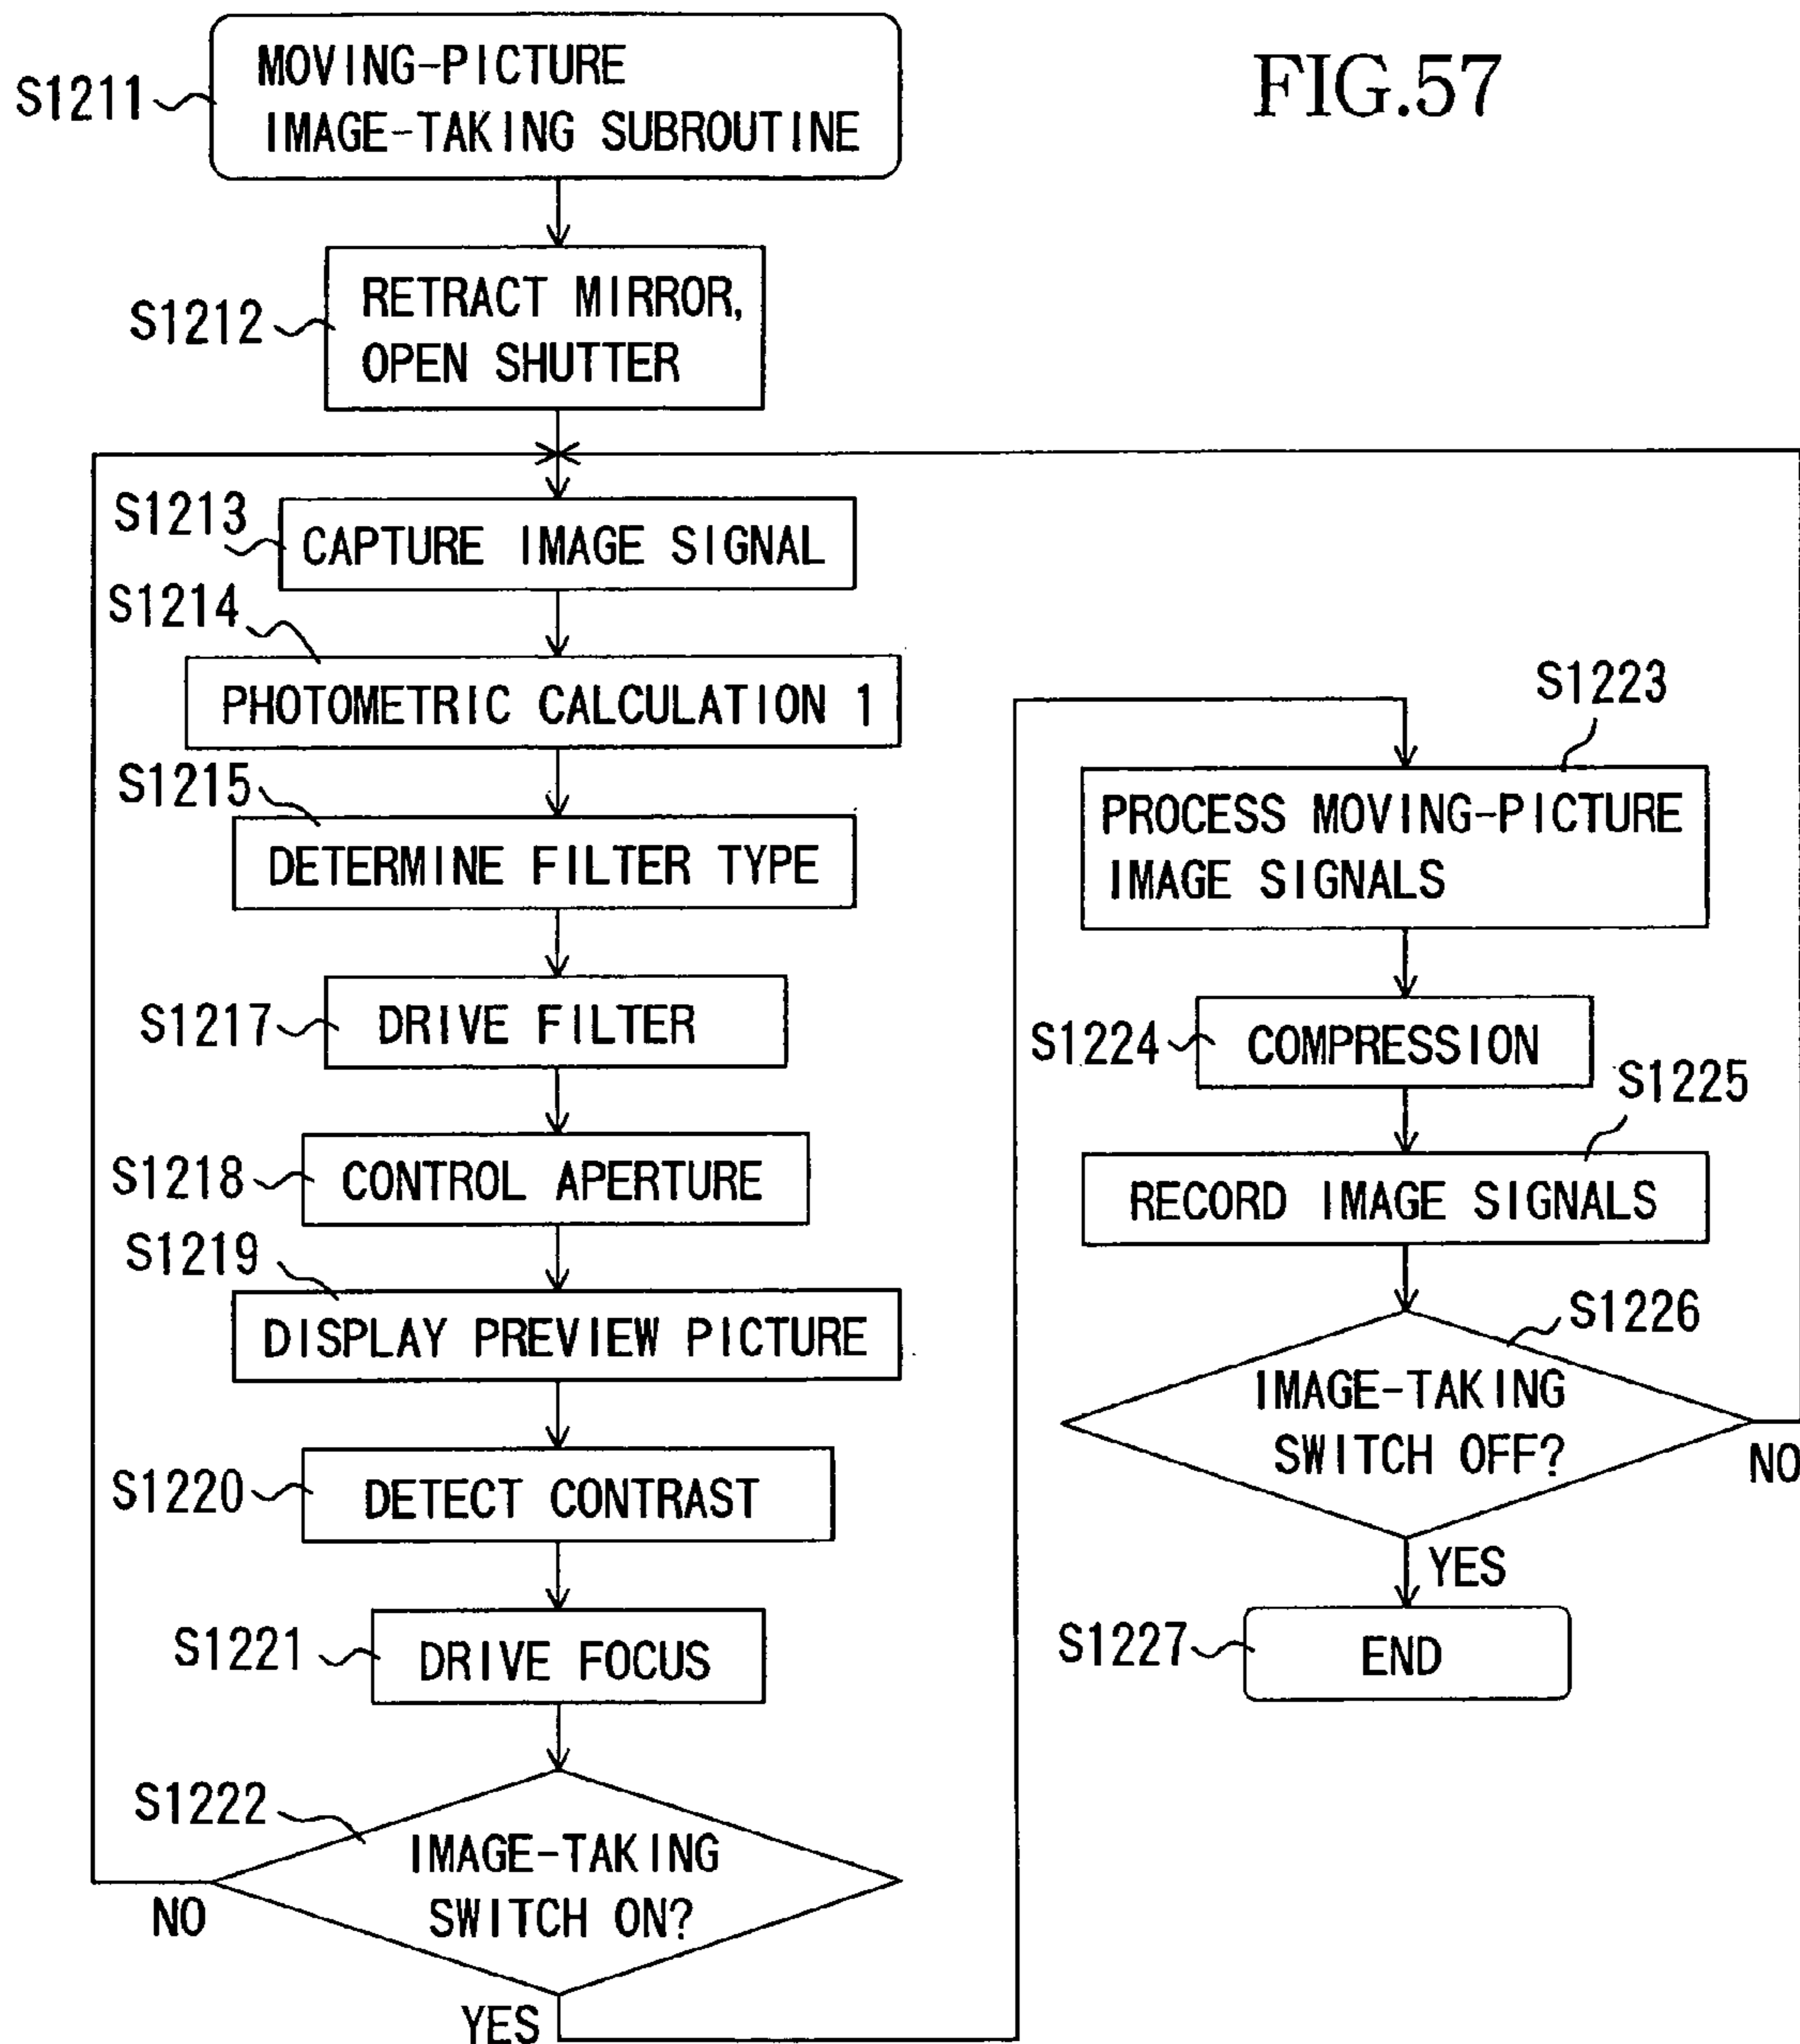 FIG.57
S1211
MOVING-PICTURE
IMAGE-TAKING SUBROUTINE
S1212
RETRACT MIRROR,
OPEN SHUTTER
S1213
CAPTURE IMAGE SIGNAL
S1214
PHOTOMETRIC CALCULATION 1
S1215
DETERMINE FILTER TYPE
S1217
DRIVE FILTER
S1218
CONTROL APERTURE
S1219
DISPLAY PREVIEW PICTURE
S1220
DETECT CONTRAST
S1221
DRIVE FOCUS
S1222
IMAGE-TAKING
SWITCH ON?
NO
YES
S1223
PROCESS MOVING-PICTURE
IMAGE SIGNALS
S1224
COMPRESSION
S1225
RECORD IMAGE SIGNALS
S1226
IMAGE-TAKING
SWITCH OFF?
NO
YES
S1227
END